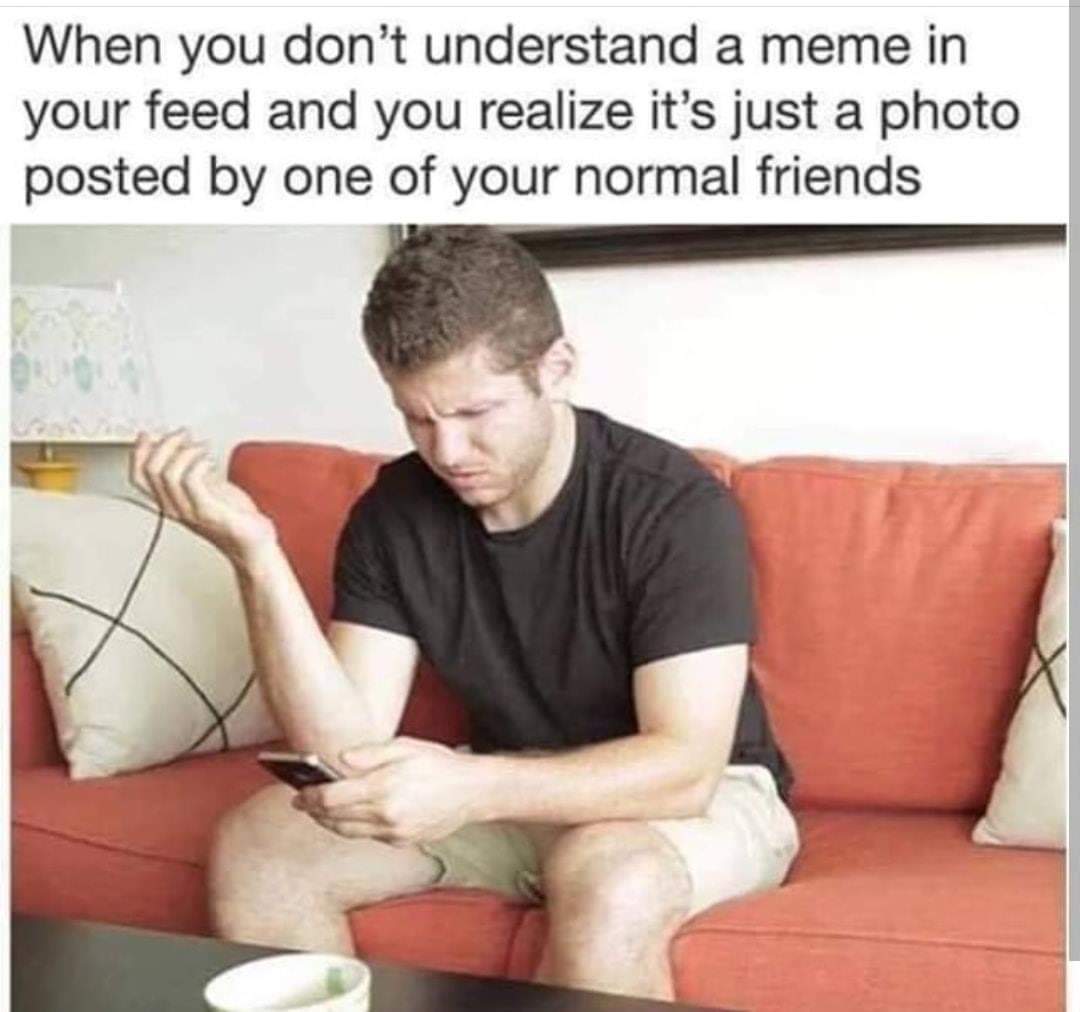 When you don’t understand a meme in
your feed and you realize it’s just a photo
posted by one of your normal friends